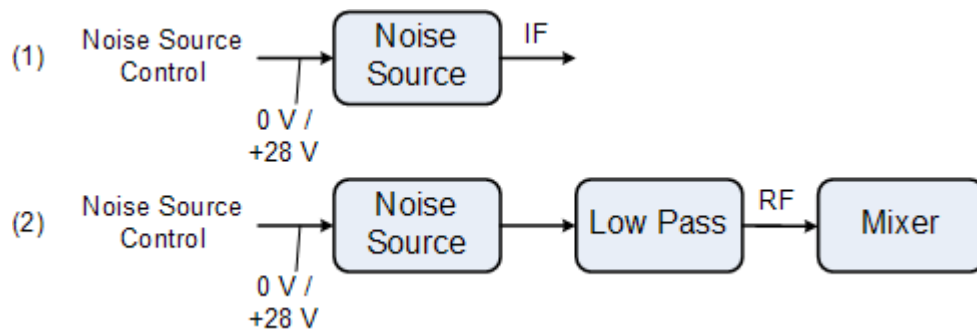 (1)
Noise Source
Control
0 V /
+28 V
Noise
Source
IF
(2)
Noise Source
Control
0 V /
+28 V
Noise
Source
Low Pass
RF
Mixer